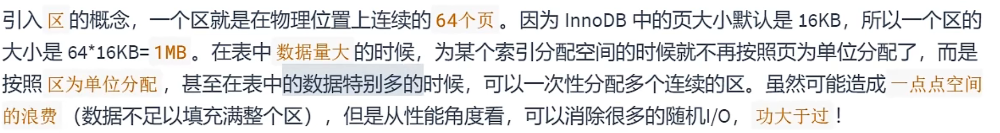 引入 区 的概念，一个区就是在物理位置上连续的 64个页 。因为 InnoDB 中的页大小默认是 16KB，所以一个区的
大小是 64*16KB= 1MB 。在表中 数据量大 的时候，为某个索引分配空间的时候就不再按照页为单位分配了，而是
按照 区为单位分配 ，甚至在表中的数据特别多的时候，可以一次性分配多个连续的区。虽然可能造成 一点点空间
的浪费 （数据不足以填充满整个区），但是从性能角度看，可以消除很多的随机I/O， 功大于过 ！